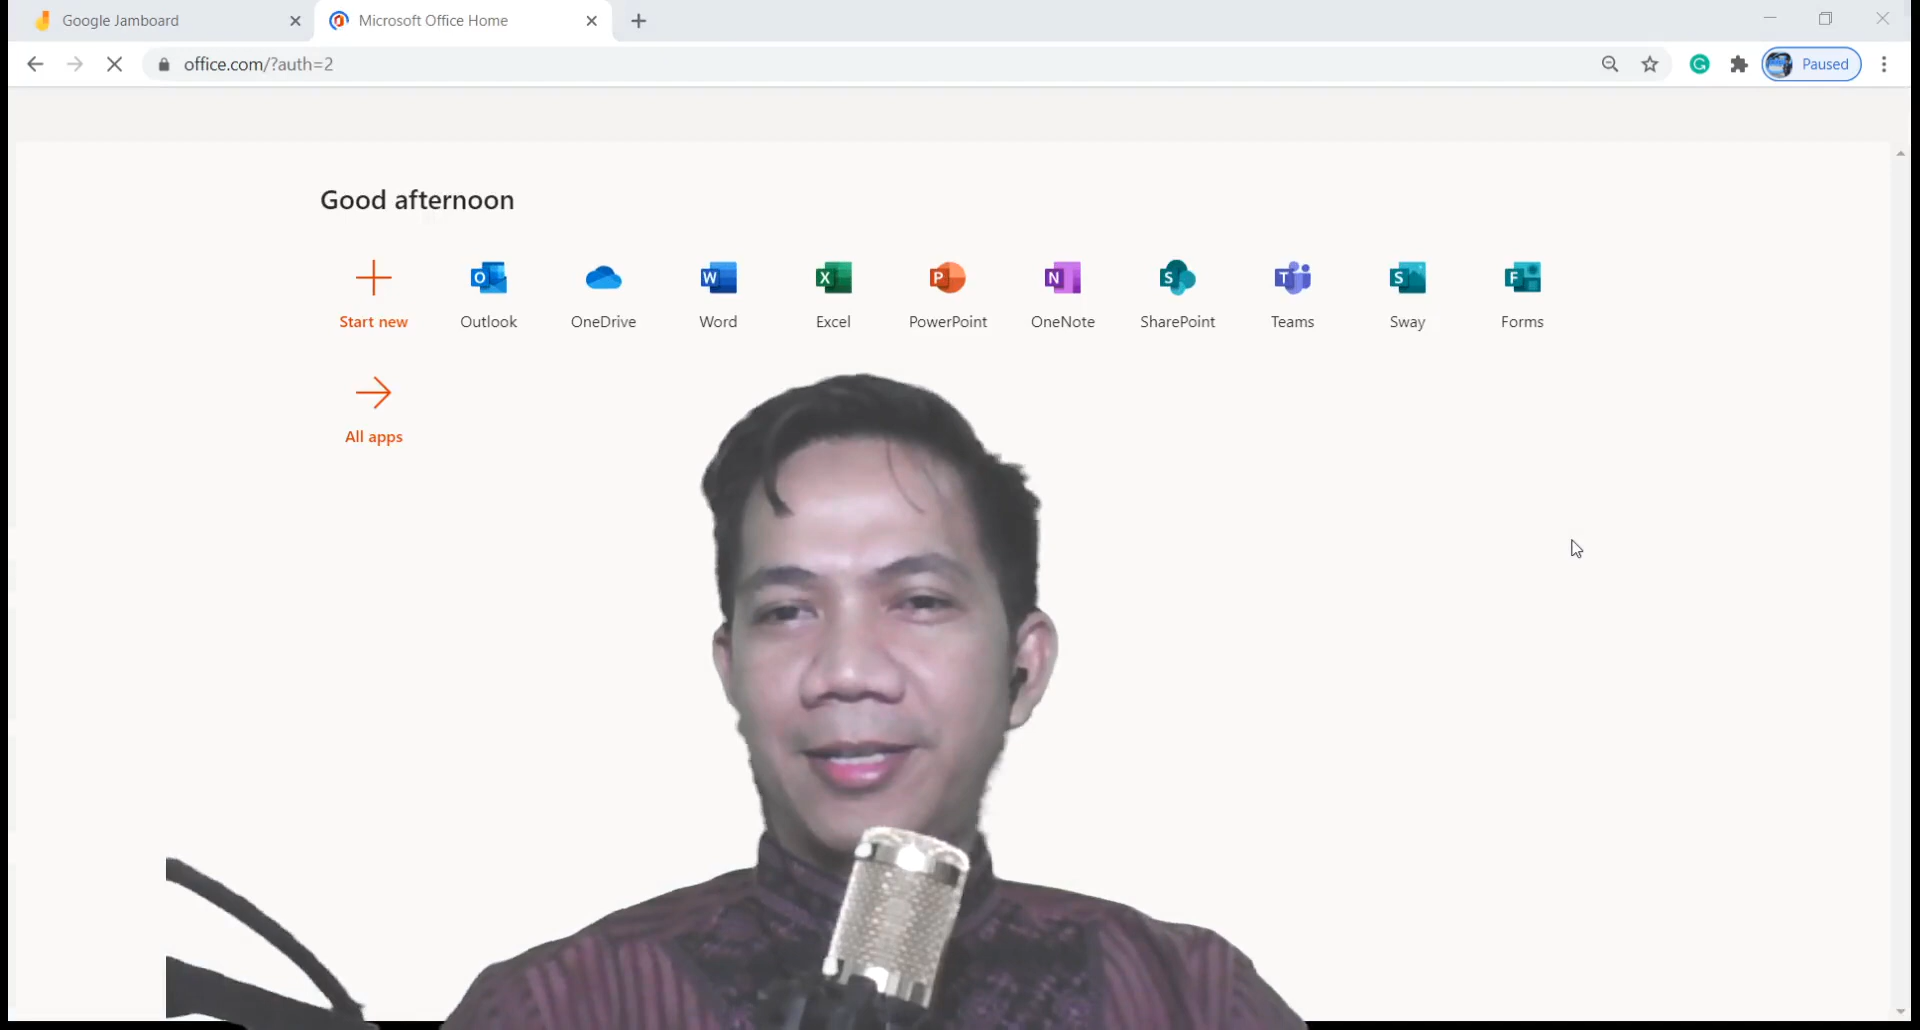 Google Jamboard
Microsoft Office Home
office.com/?auth=2
Paused
Good afternoon
Start new
Outlook
OneDrive
Word
Excel
PowerPoint
OneNote
SharePoint
Teams
Sway
Forms
All apps